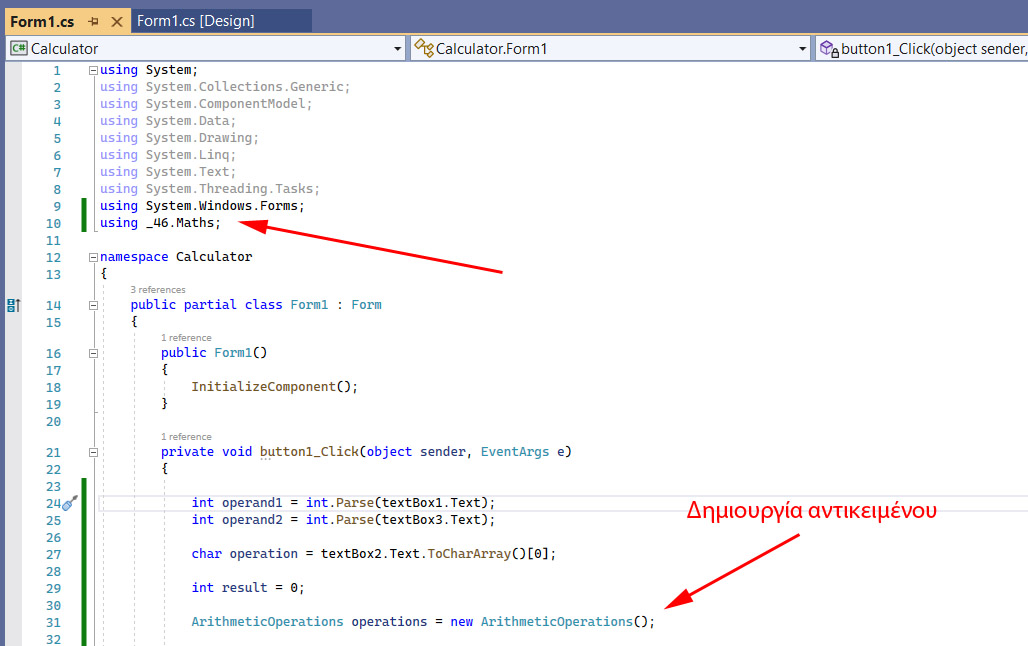 Form1.cs Form1.cs [Design]
C# Calculator Calculator.Form1 button1_Click(object sender,
1 using System;
2 using System.Collections.Generic;
3 using System.ComponentModel;
4 using System.Data;
5 using System.Drawing;
6 using System.Linq;
7 using System.Text;
8 using System.Threading.Tasks;
9 using System.Windows.Forms;
10 using _46.Maths;
11
12 namespace Calculator
13 {
3 references
14 public partial class Form1 : Form
15 {
1 reference
16 public Form1()
17 {
18 InitializeComponent();
19 }
20
1 reference
21 private void button1_Click(object sender, EventArgs e)
22 {
23
24 int operand1 = int.Parse(textBox1.Text);
25 int operand2 = int.Parse(textBox3.Text);
Δημιουργία αντικειμένου
26
27 char operation = textBox2.Text.ToCharArray()[0];
28
29 int result = 0;
30
31 ArithmeticOperations operations = new ArithmeticOperations();
32